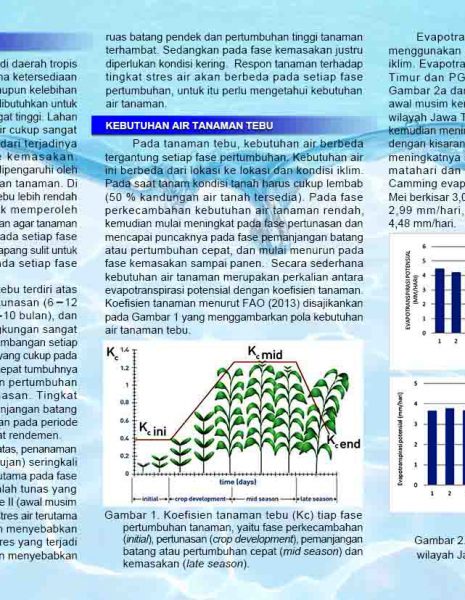 di daerah tropis
na ketersediaan
aupun kelebihan
dibutuhkan untuk
gat tinggi. Lahan
ir cukup sangat
dari terjadinya
e kemasakan.
dipengaruhi oleh
an tanaman. Di
tebu lebih rendah
k memperoleh
an agar tanaman
ada setiap fase
apang sulit untuk
ada setiap fase
ebu terdiri atas
tunasan (6 – 12
-10 bulan), dan
gkungan sangat
mbangan setiap
yang cukup pada
epat tumbuhnya
n pertumbuhan
nasan. Tingkat
anjangan batang
an pada periode
at rendemen.
atas, penanaman
ujan) seringkali
utama pada fase
alah tunas yang
e II (awal musim
stres air terutama
n menyebabkan
res yang terjadi
n menyebabkan
ruas batang pendek dan pertumbuhan tinggi tanaman
terhambat. Sedangkan pada fase kemasakan justru
diperlukan kondisi kering. Respon tanaman terhadap
tingkat stres air akan berbeda pada setiap fase
pertumbuhan, untuk itu perlu mengetahui kebutuhan
air tanaman.
KEBUTUHAN AIR TANAMAN TEBU
Pada tanaman tebu, kebutuhan air berbeda
tergantung setiap fase pertumbuhan. Kebutuhan air
ini berbeda dari lokasi ke lokasi dan kondisi iklim.
Pada saat tanam kondisi tanah harus cukup lembab
(50 % kandungan air tanah tersedia). Pada fase
perkecambahan kebutuhan air tanaman rendah,
kemudian mulai meningkat pada fase pertunasan dan
mencapai puncaknya pada fase pemanjangan batang
atau pertumbuhan cepat, dan mulai menurun pada
fase kemasakan sampai panen. Secara sederhana
kebutuhan air tanaman merupakan perkalian antara
evapotranspirasi potensial dengan koefisien tanaman.
Koefisien tanaman menurut FAO (2013) disajikankan
pada Gambar 1 yang menggambarkan pola kebutuhan
air tanaman tebu.
Kc
1.4
1.2
1
0.8
0.6
0.4
0.2
0
Kc ini
Kc mid
Kc end
time (days)
initial
crop development
mid season
late season
Gambar 1. Koefisien tanaman tebu (Kc) tiap fase
pertumbuhan tanaman, yaitu fase perkecambahan
(initial), pertunasan (crop development), pemanjangan
batang atau pertumbuhan cepat (mid season) dan
kemasakan (late season).
Evapotra
menggunakan
iklim. Evapotra
Timur dan PG
Gambar 2a dan
awal musim ke
wilayah Jawa T
kemudian menin
dengan kisaran
meningkatnya
matahari dan
Camming evap
Mei berkisar 3,0
2,99 mm/hari,
4,48 mm/hari.
EVAPOTRANSPIRASI POTENSIAL
(MM/HARI)
6
5
4
3
2
1
0
1 2
Evapotranspirasi potensial (mm/hari)
5
4
3
2
1
0
1 2
Gambar 2.
wilayah Ja